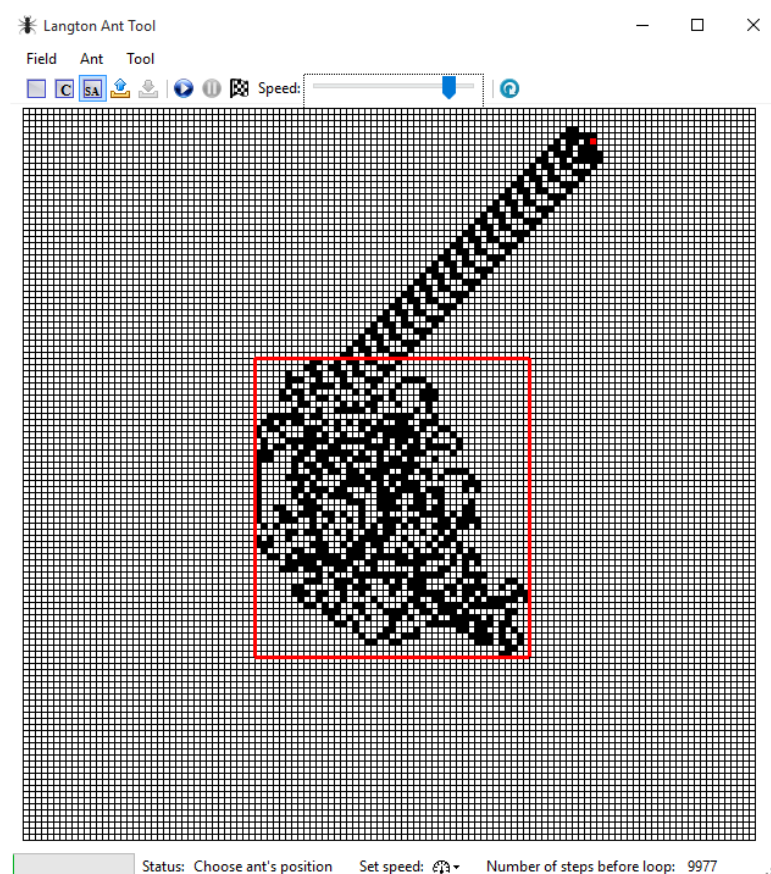 Langton Ant Tool
Field Ant Tool
C SA Speed:
Status: Choose ant's position Set speed: Number of steps before loop: 9977